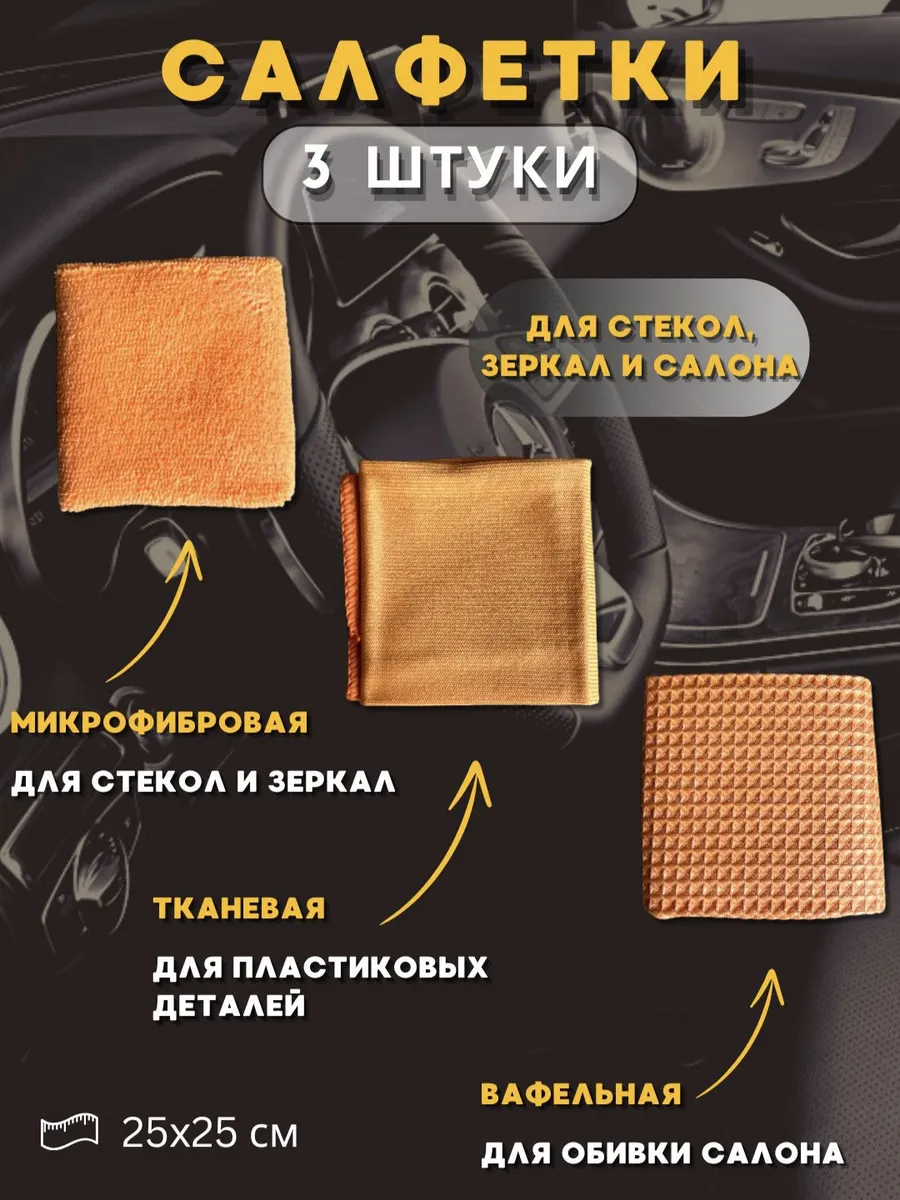 САЛФЕТКИ
3 ШТУКИ
ДЛЯ СТЕКОЛ,
ЗЕРКАЛ И САЛОНА
МИКРОФИБРОВАЯ
ДЛЯ СТЕКОЛ И ЗЕРКАЛ
ТКАНЕВАЯ
ДЛЯ ПЛАСТИКОВЫХ
ДЕТАЛЕЙ
ВАФЕЛЬНАЯ
ДЛЯ ОБИВКИ САЛОНА
25х25 см